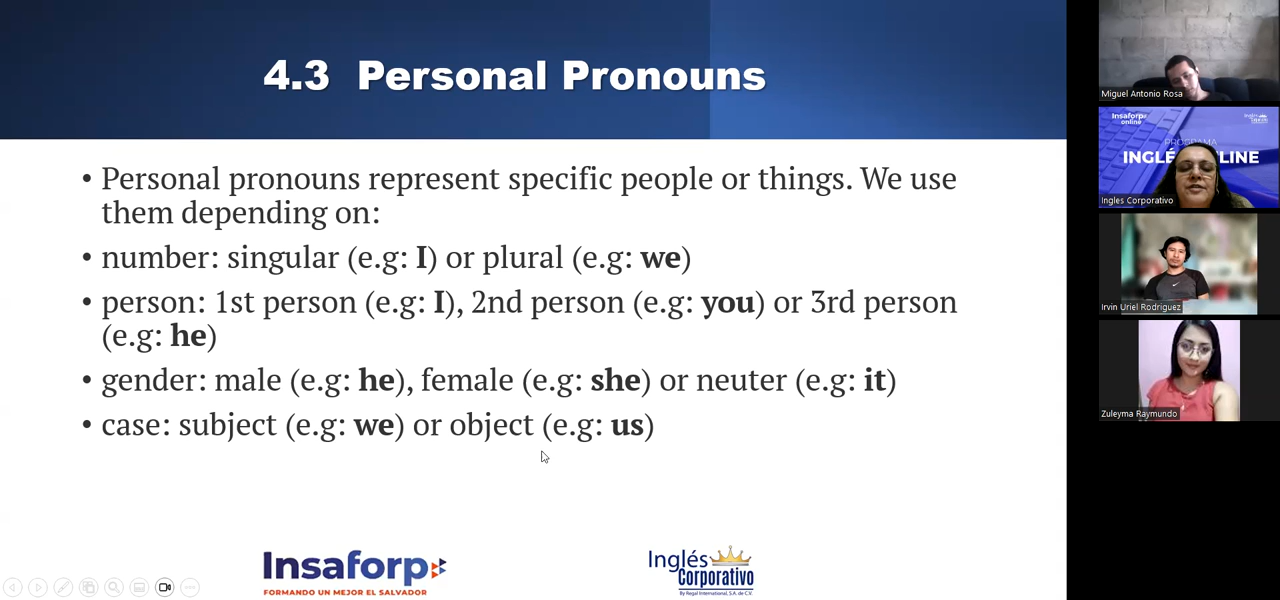 4.3 Personal Pronouns
• Personal pronouns represent specific people or things. We use
them depending on:
• number: singular (e.g: I) or plural (e.g: we)
• person: 1st person (e.g: I), 2nd person (e.g: you) or 3rd person
(e.g: he)
• gender: male (e.g: he), female (e.g: she) or neuter (e.g: it)
• case: subject (e.g: we) or object (e.g: us)
Insaforp
FORMANDO UN MEJOR EL SALVADOR
Inglés
Corporativo
By Regal International, S.A. de C.V.
Miguel Antonio Rosa
Insaforp
online
PROGRAMA
Ingles Corporativo
Irvin Uriel Rodriguez
Zuleyma Raymundo